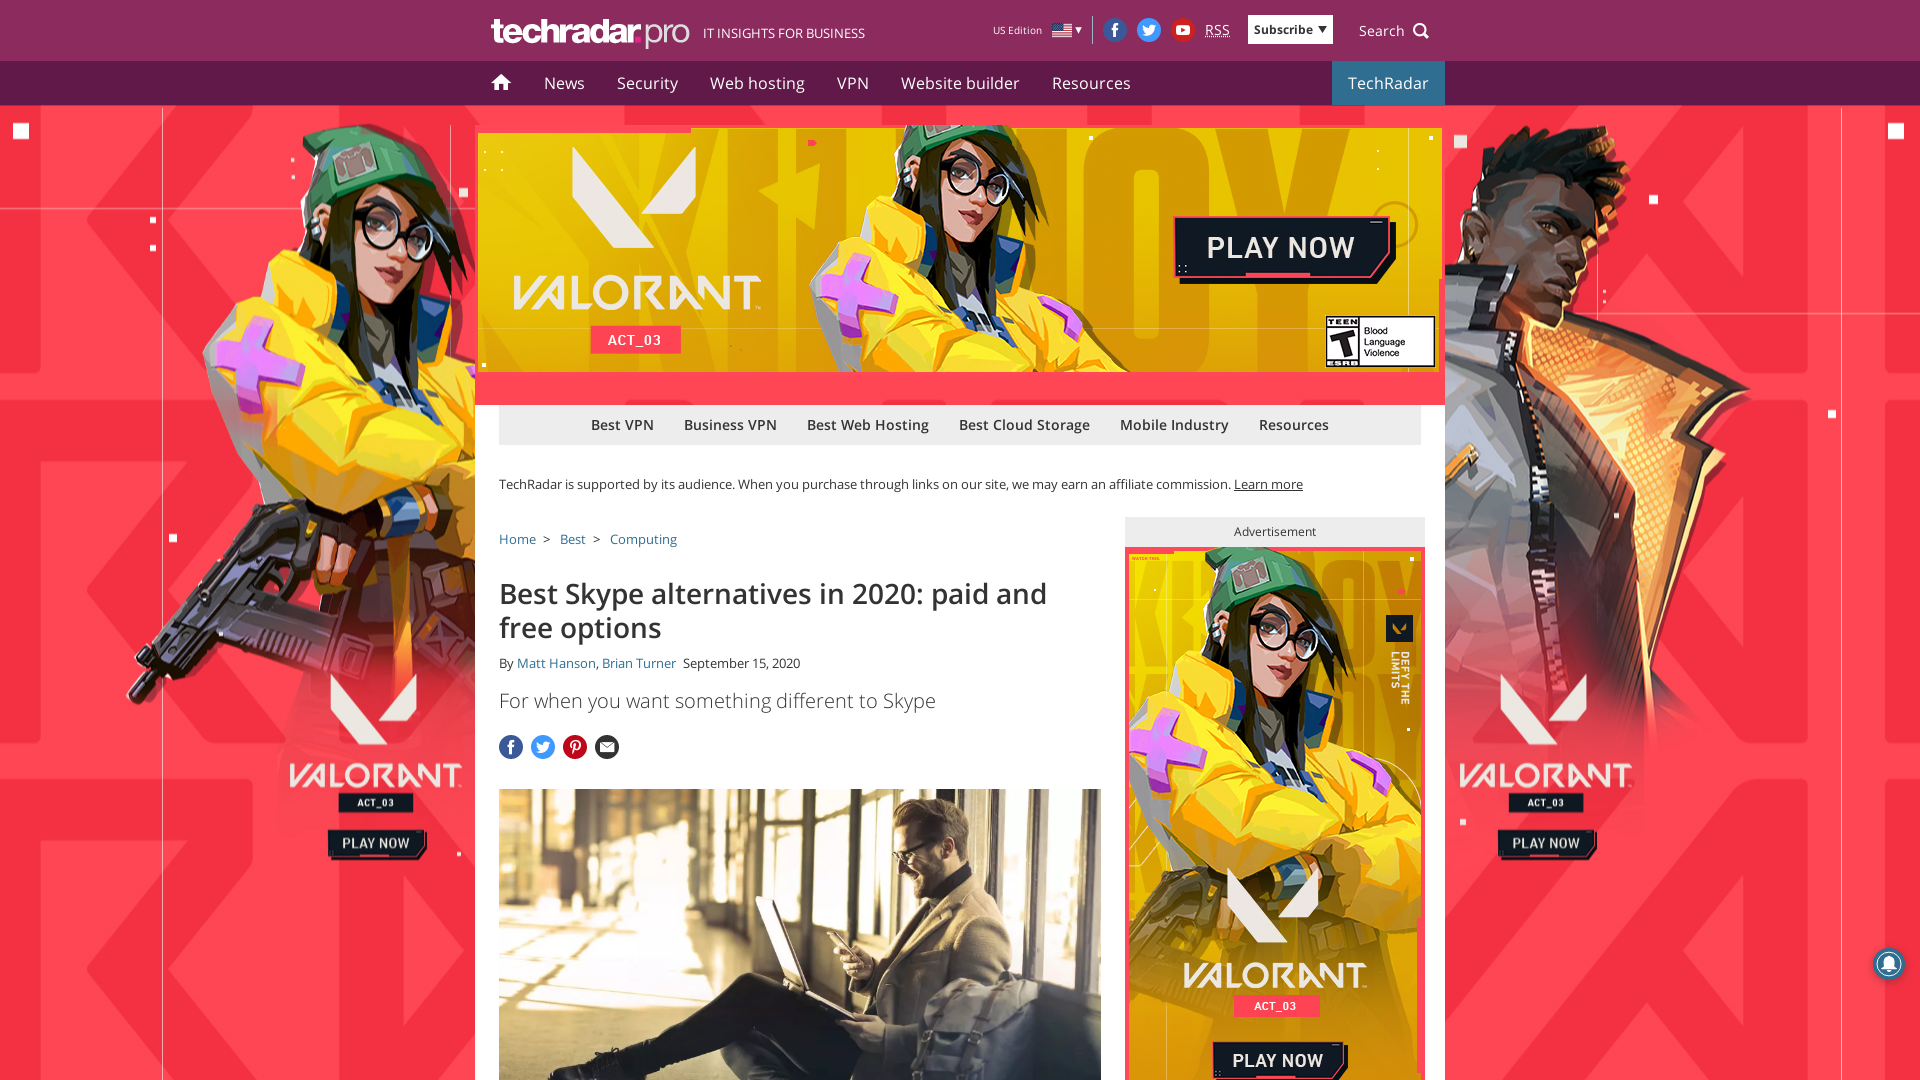 techradar.pro IT INSIGHTS FOR BUSINESS
US Edition
RSS
Subscribe
Search
News Security Web hosting VPN Website builder Resources TechRadar
VALORANT
ACT_03
PLAY NOW
TEEN
T
ESRB
Blood
Language
Violence
Best VPN Business VPN Best Web Hosting Best Cloud Storage Mobile Industry Resources
TechRadar is supported by its audience. When you purchase through links on our site, we may earn an affiliate commission. Learn more
Home > Best > Computing
Best Skype alternatives in 2020: paid and
free options
By Matt Hanson, Brian Turner September 15, 2020
For when you want something different to Skype
Advertisement
DEFY THE
LIMITS
VALORANT
ACT_03
PLAY NOW
VALORANT
ACT_03
PLAY NOW
VALORANT
ACT_03
PLAY NOW